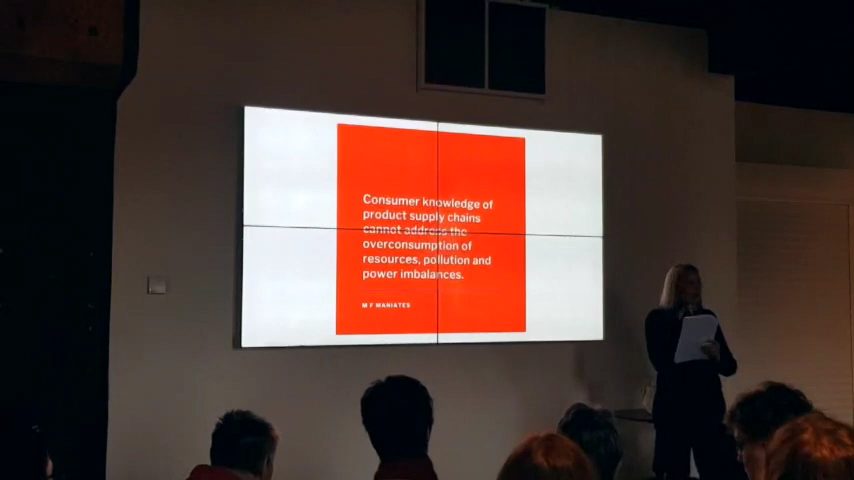 Consumer knowledge of
product supply chains
cannot address the
overconsumption of
resources, pollution and
power imbalances.
M F MANIATES